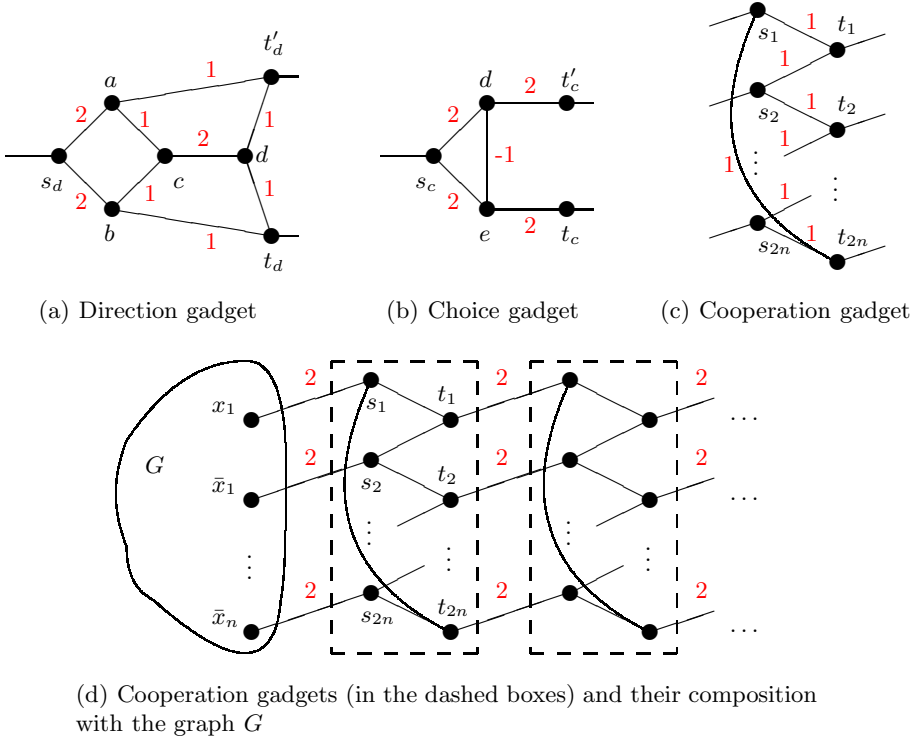 t′_d
a
1
2
1
1
2
s_d
c
d
2
1
1
b
1
t_d
(a) Direction gadget
d
2
t′_c
2
-1
s_c
2
e
2
t_c
(b) Choice gadget
s_1
1
t_1
1
s_2
1
t_2
1
1
⋮
⋮
1
s_{2n}
1
t_{2n}
(c) Cooperation gadget
2
2
2
x_1
s_1
t_1
G
2
2
2
x̄_1
s_2
t_2
⋮
⋮
⋮
⋮
⋮
2
2
2
x̄_n
s_{2n}
t_{2n}
...
...
...
(d) Cooperation gadgets (in the dashed boxes) and their composition
with the graph G